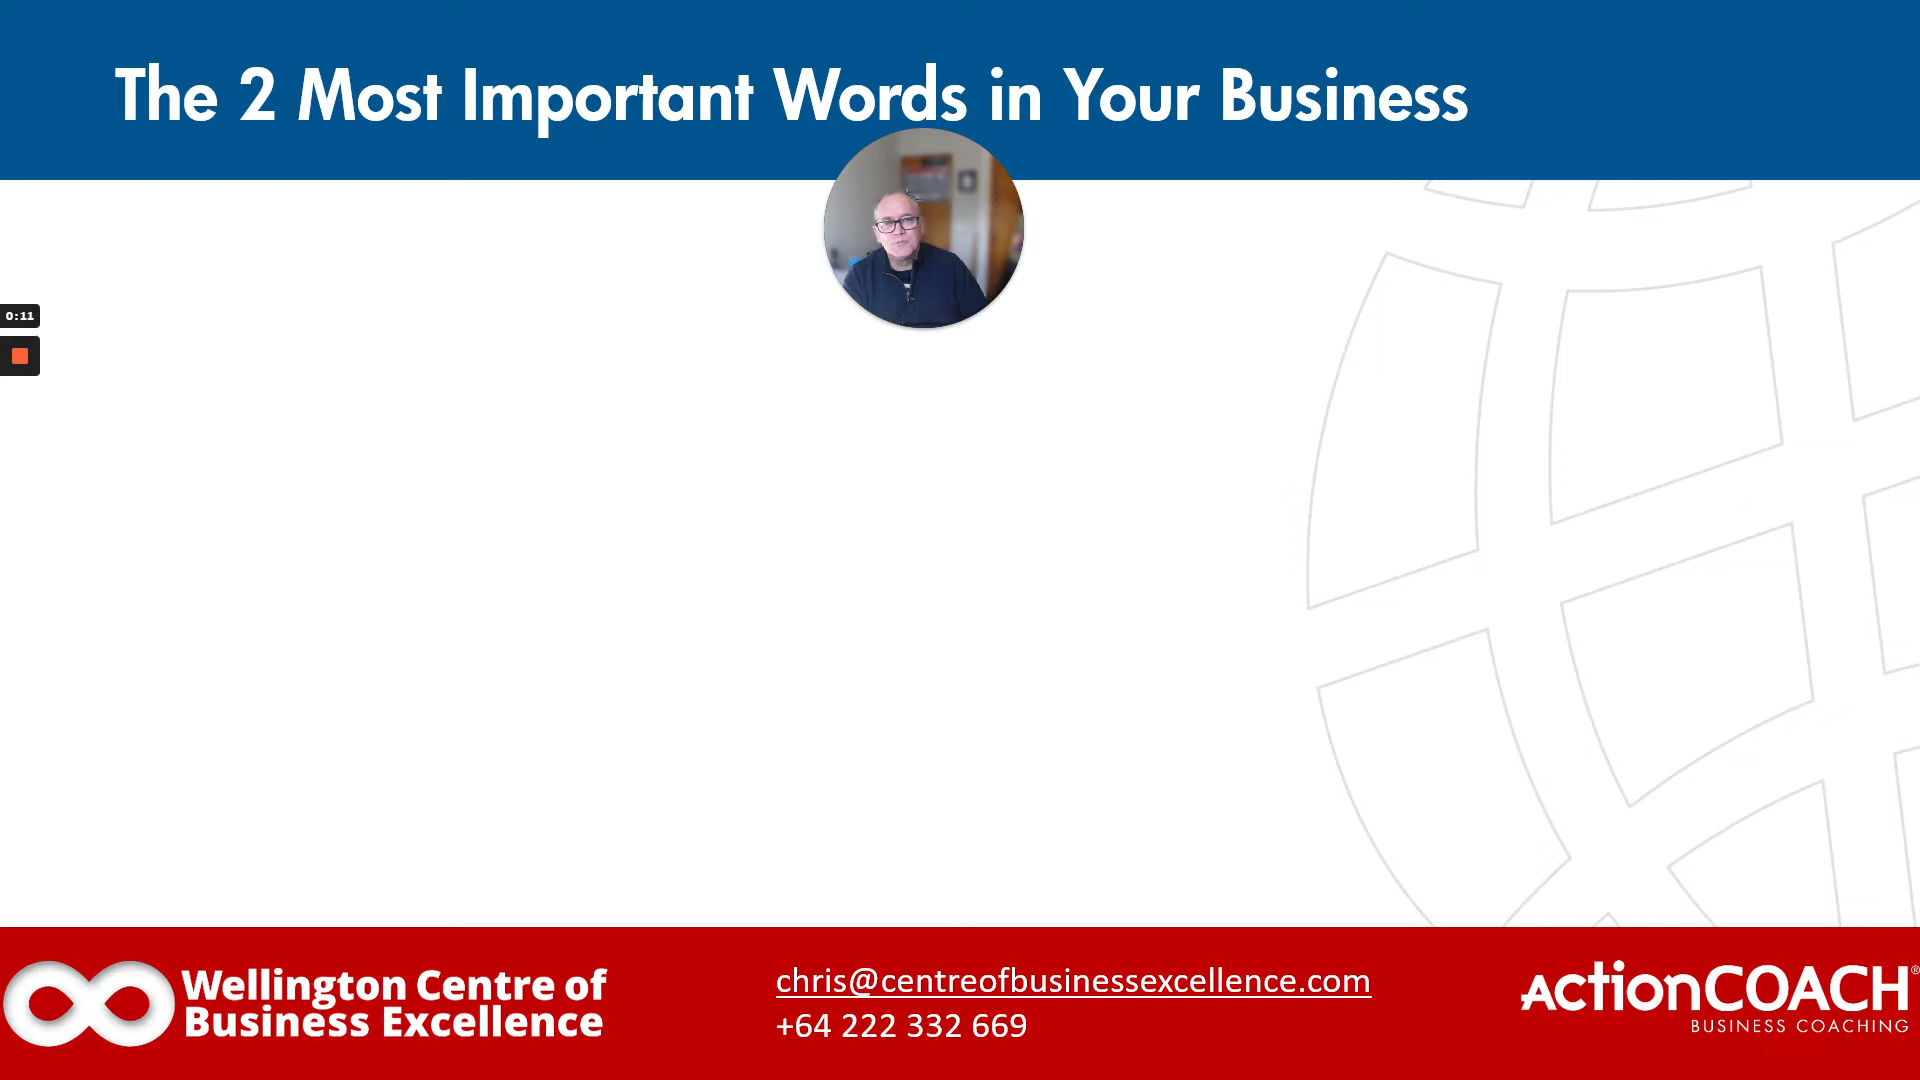 The 2 Most Important Words in Your Business
0:11
Wellington Centre of
Business Excellence
chris@centreofbusinessexcellence.com
+64 222 332 669
actionCOACH®
BUSINESS COACHING